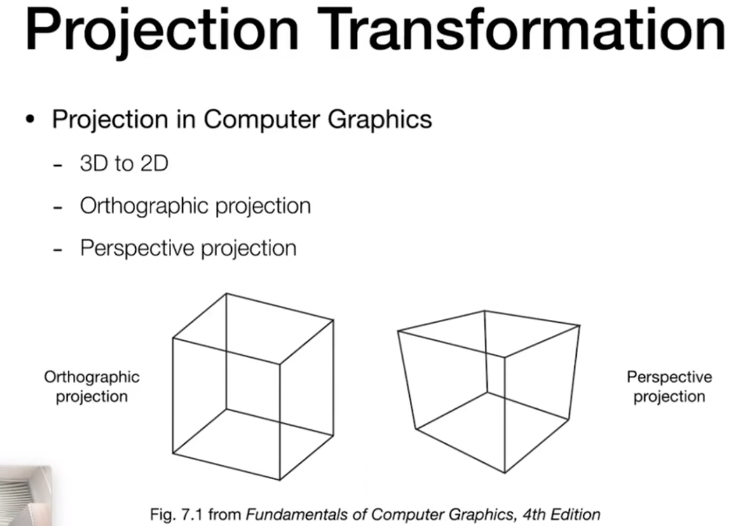 Projection Transformation
• Projection in Computer Graphics
- 3D to 2D
- Orthographic projection
- Perspective projection
Orthographic
projection
Perspective
projection
Fig. 7.1 from Fundamentals of Computer Graphics, 4th Edition